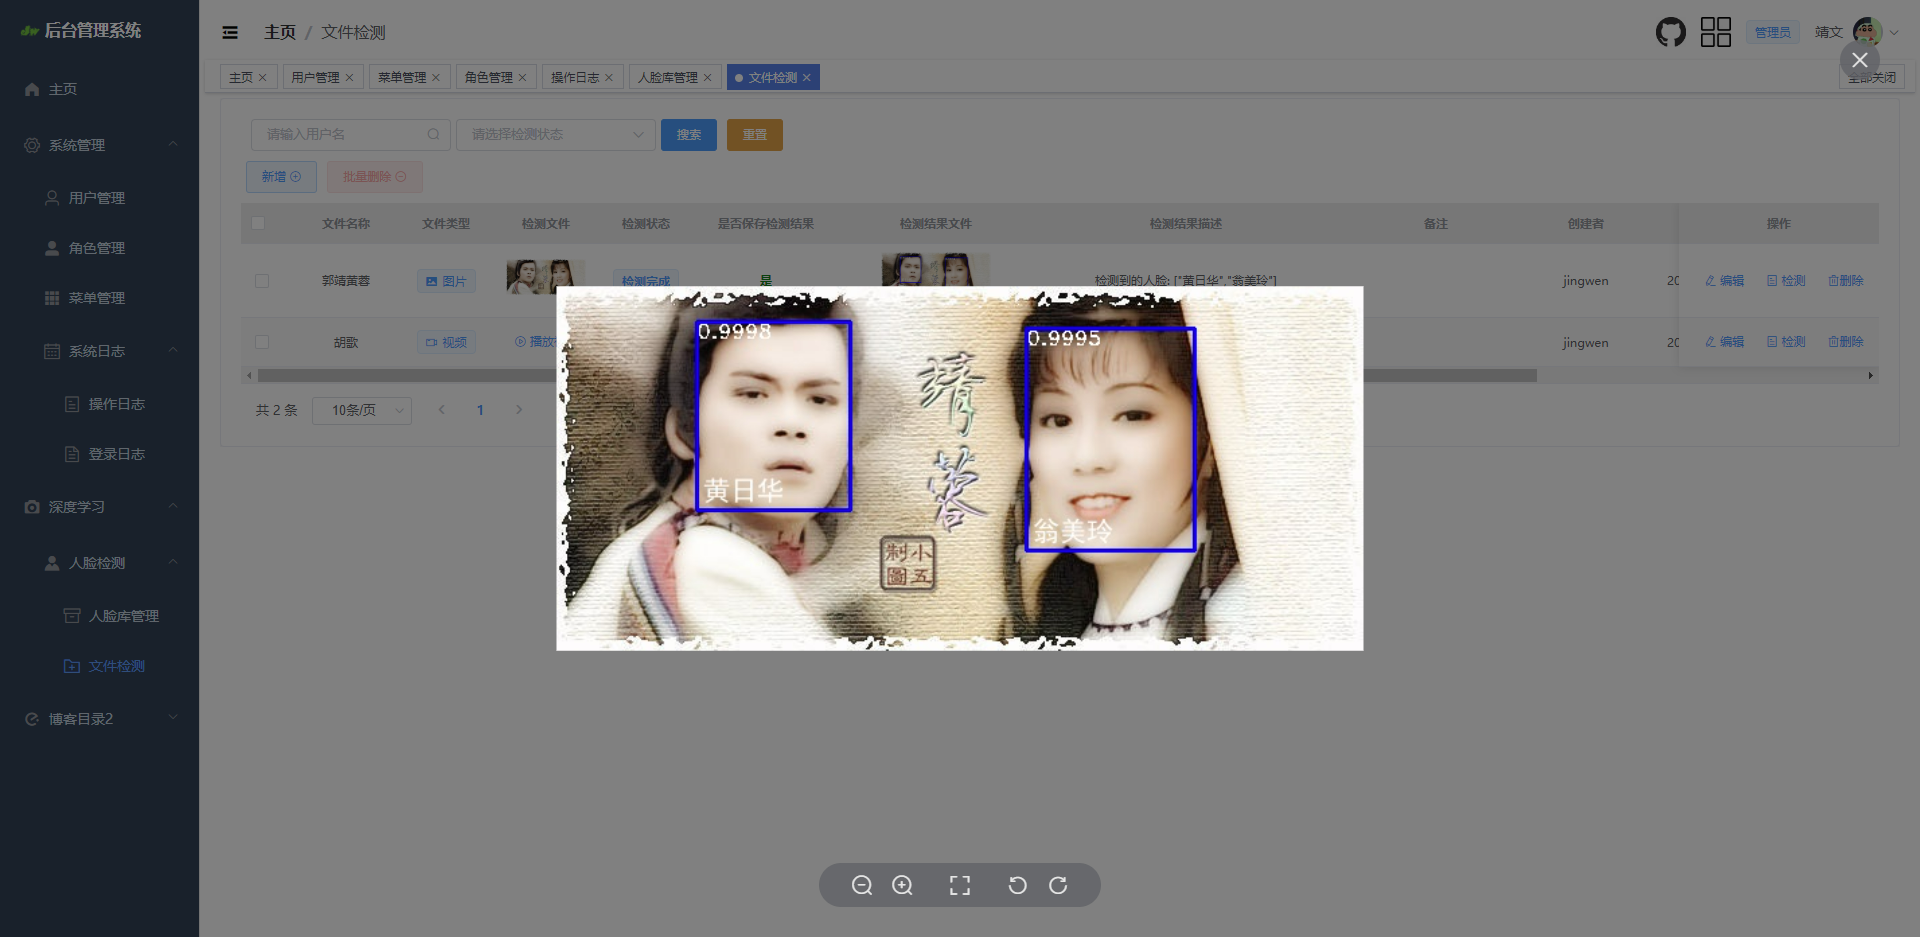 后台管理系统
主页 / 文件检测
管理员
靖文
主页
用户管理
菜单管理
角色管理
操作日志
人脸库管理
文件检测
全部关闭
主页
系统管理
用户管理
角色管理
菜单管理
系统日志
操作日志
登录日志
深度学习
人脸检测
人脸库管理
文件检测
博客目录2
请输入用户名
请选择检测状态
搜索
重置
新增
批量删除
文件名称 文件类型 检测文件 检测状态 是否保存检测结果 检测结果文件 检测结果描述 备注 创建者 操作
郭靖黄蓉 图片 检测完成 是 检测到的人脸: ["黄日华","翁美玲"] jingwen 20 编辑 检测 删除
胡歌 视频 播放 jingwen 20 编辑 检测 删除
共 2 条 10条/页 1
0.9998
黄日华
0.9995
翁美玲
靖蓉
小五
制圖